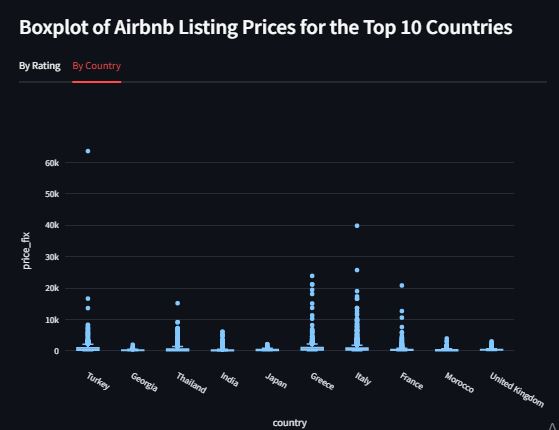 Boxplot of Airbnb Listing Prices for the Top 10 Countries
By Rating By Country
60k
50k
40k
30k
20k
10k
0
price_fix
Turkey Georgia Thailand India Japan Greece Italy France Morocco United Kingdom
country